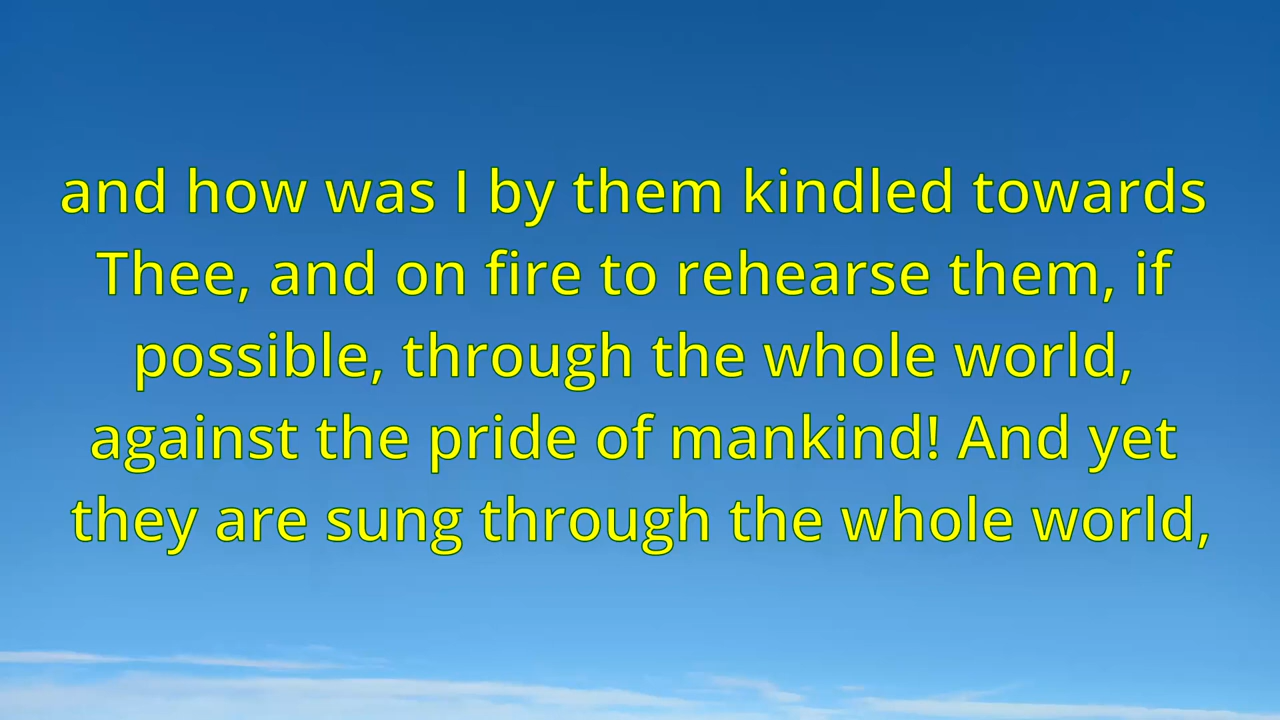 and how was I by them kindled towards
Thee, and on fire to rehearse them, if
possible, through the whole world,
against the pride of mankind! And yet
they are sung through the whole world,